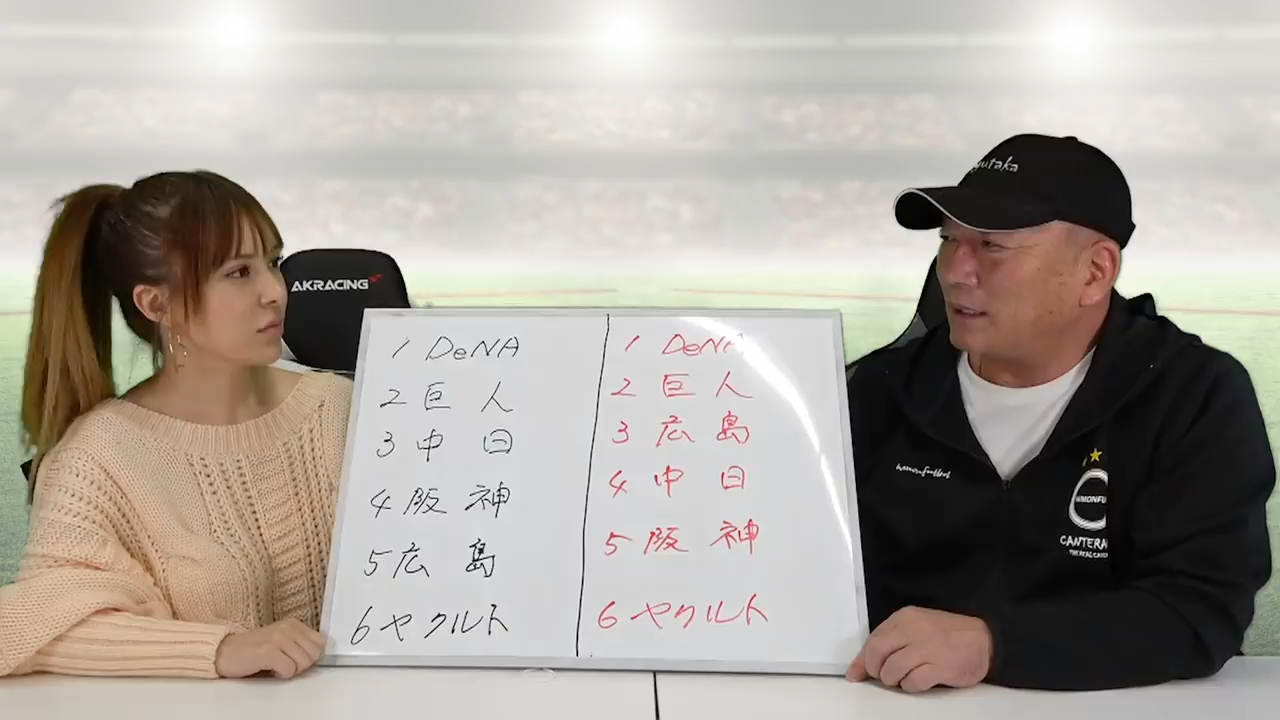 yutaka
AKRACING
1 DeNA
2 巨人
3 中日
4 阪神
5 広島
6 ヤクルト
1 DeNA
2 巨人
3 広島
4 中日
5 阪神
6 ヤクルト
CANTERA